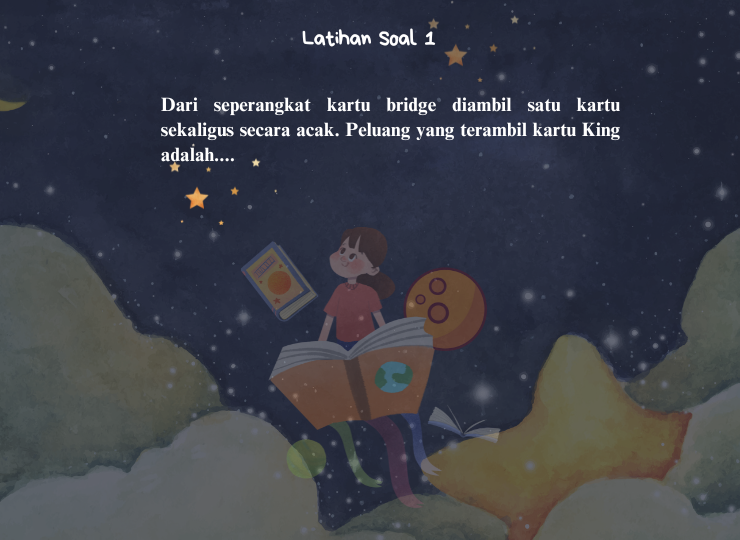 Latihan Soal 1
Dari seperangkat kartu bridge diambil satu kartu
sekaligus secara acak. Peluang yang terambil kartu King
adalah....